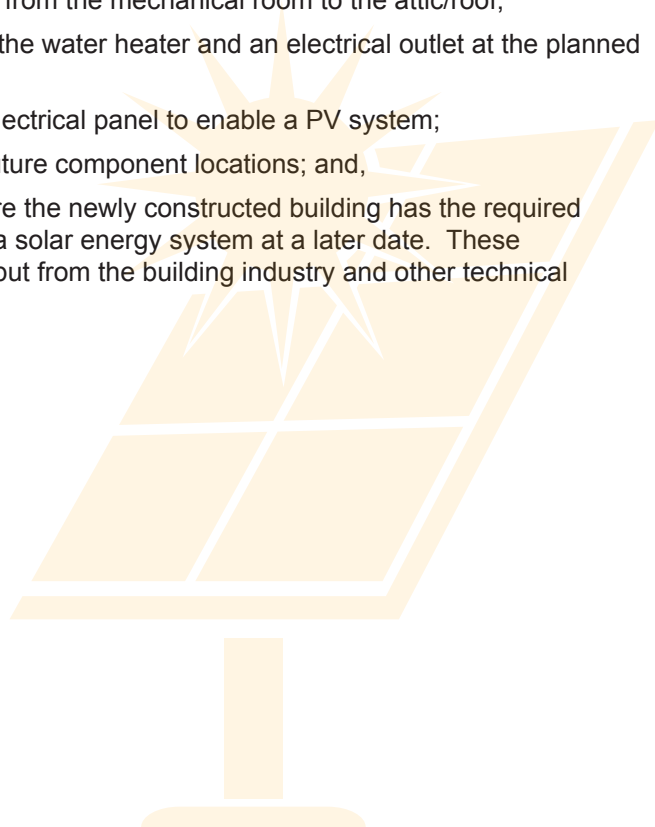 from the mechanical room to the attic/roof;
the water heater and an electrical outlet at the planned
lectrical panel to enable a PV system;
ture component locations; and,
re the newly constructed building has the required
a solar energy system at a later date. These
out from the building industry and other technical